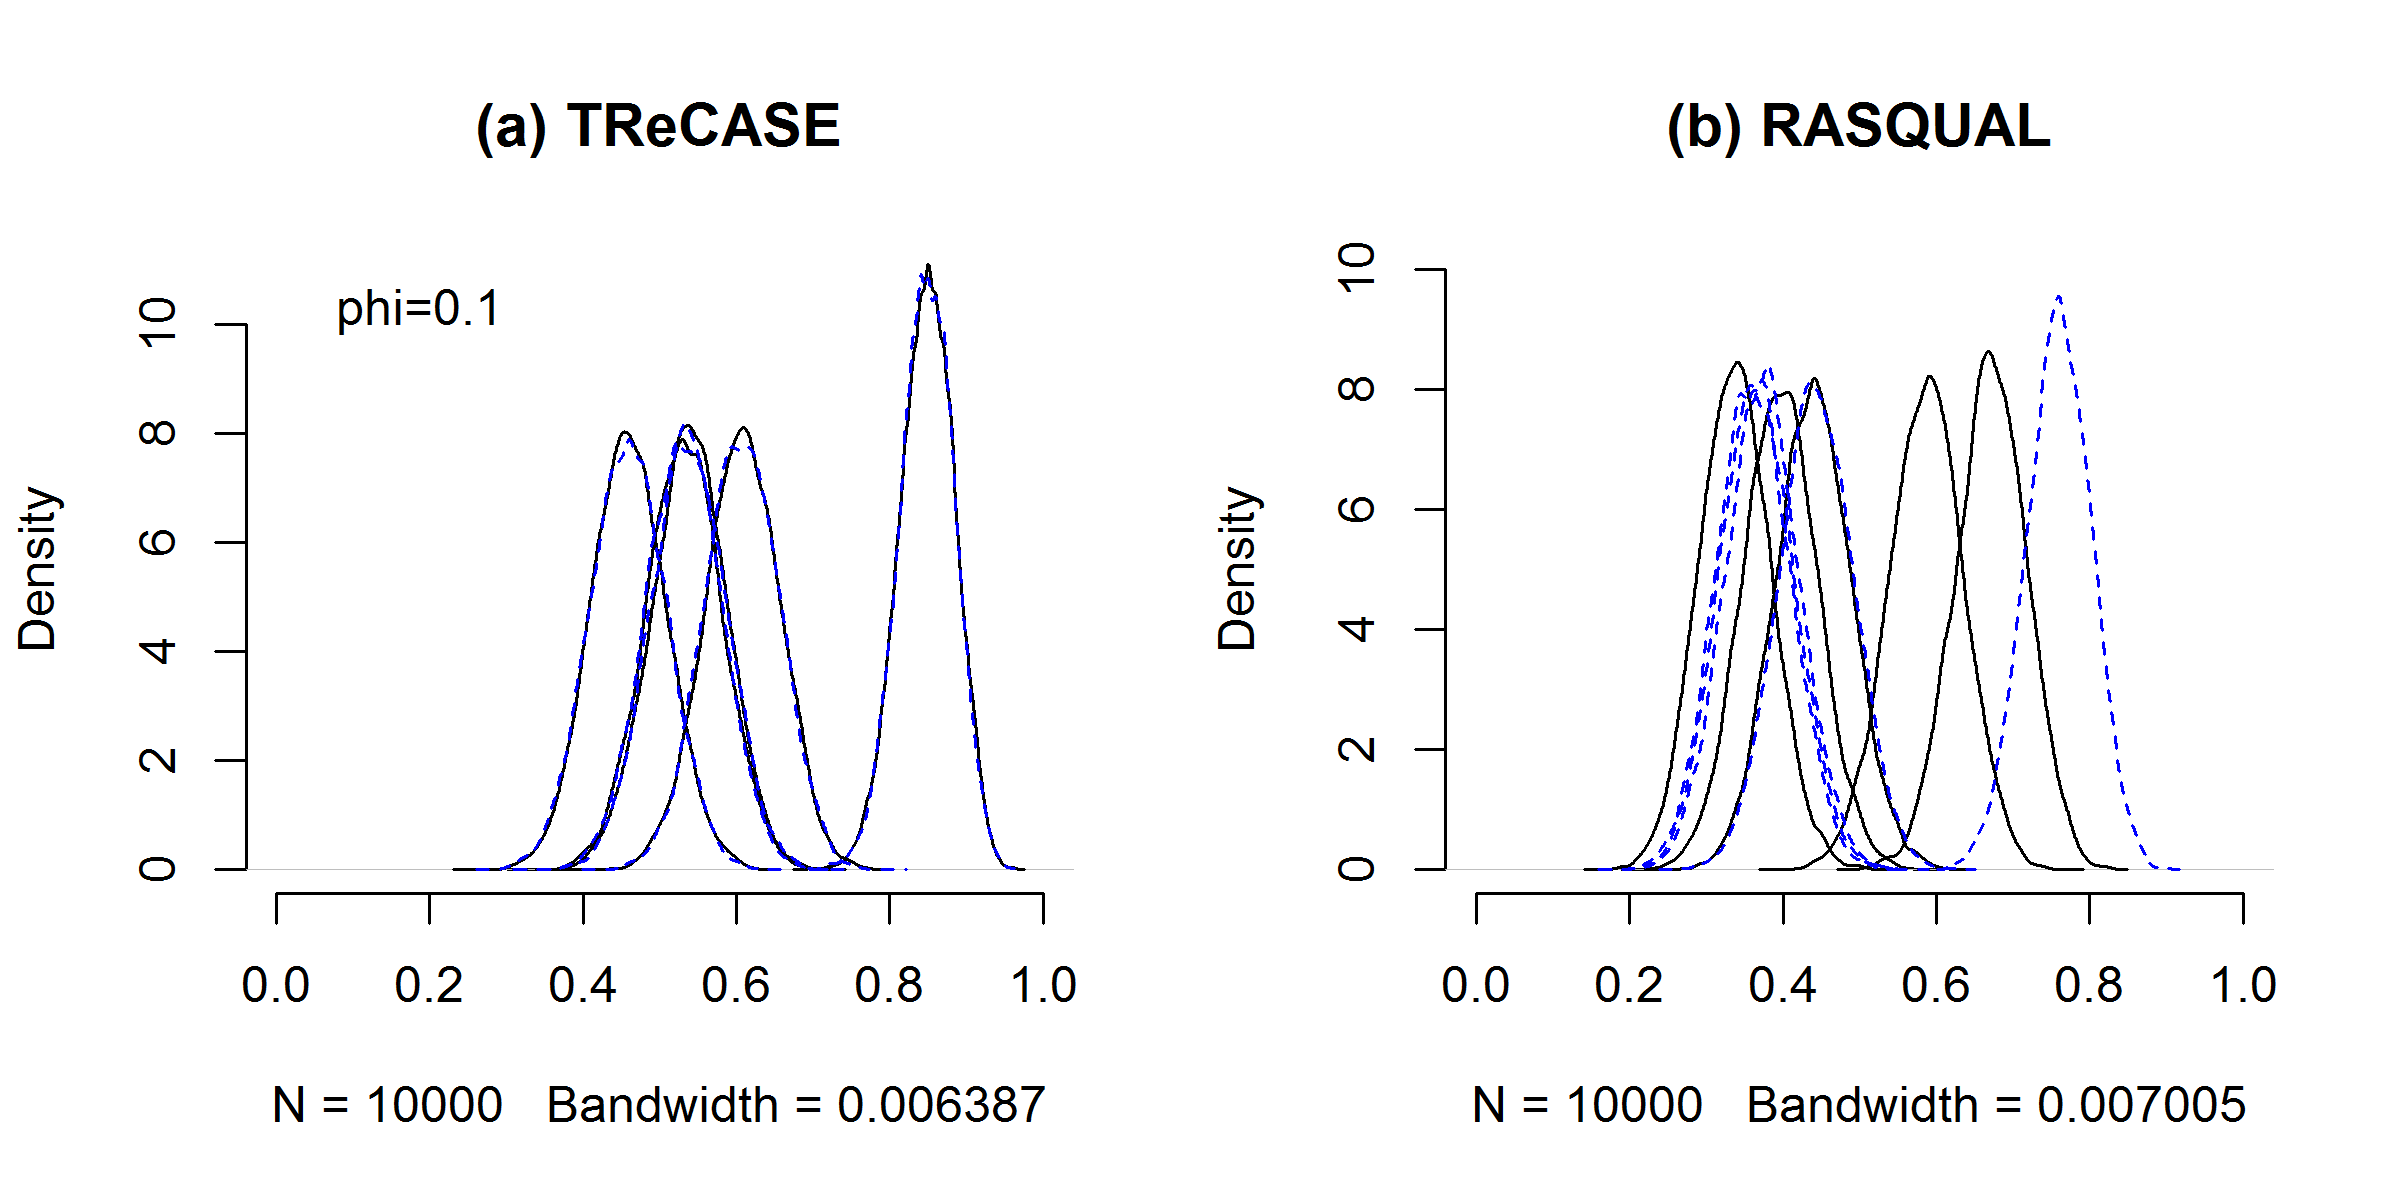 (a) TReCASE
phi=0.1
Density
0 2 4 6 8 10
0.0 0.2 0.4 0.6 0.8 1.0
N = 10000 Bandwidth = 0.006387
(b) RASQUAL
Density
0 2 4 6 8 10
0.0 0.2 0.4 0.6 0.8 1.0
N = 10000 Bandwidth = 0.007005